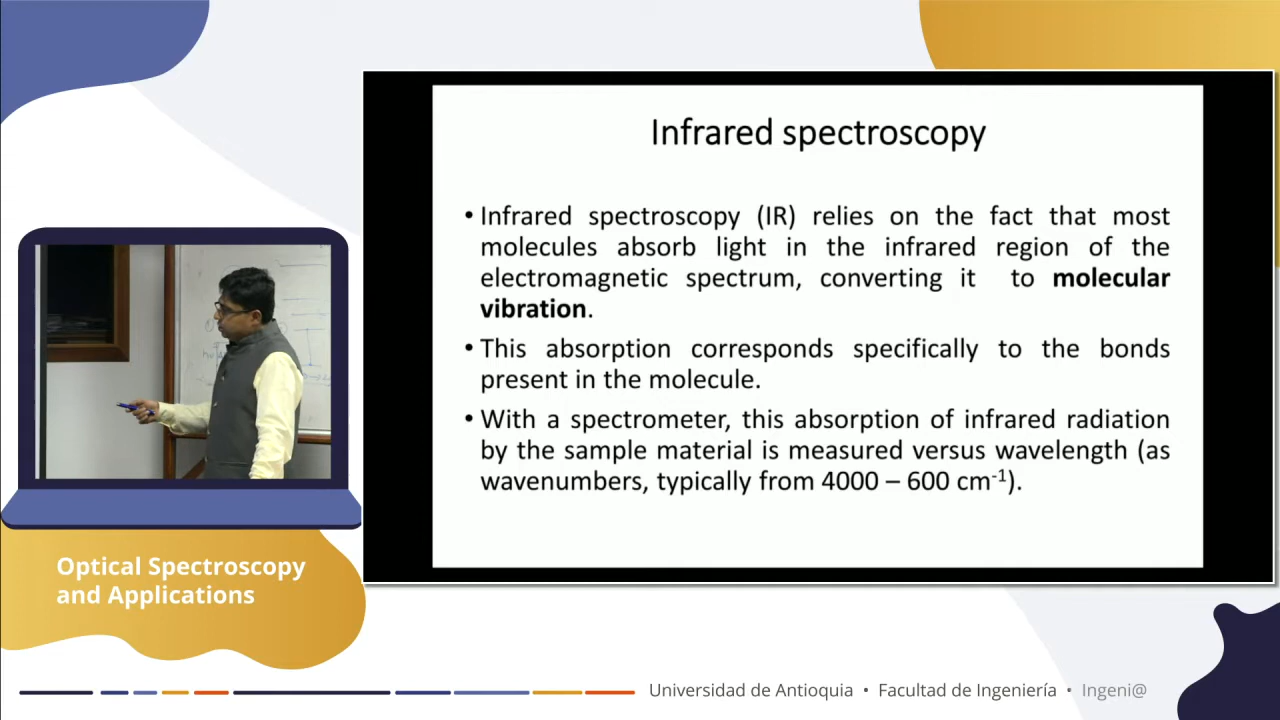 Infrared spectroscopy
• Infrared spectroscopy (IR) relies on the fact that most
molecules absorb light in the infrared region of the
electromagnetic spectrum, converting it to molecular
vibration.
• This absorption corresponds specifically to the bonds
present in the molecule.
• With a spectrometer, this absorption of infrared radiation
by the sample material is measured versus wavelength (as
wavenumbers, typically from 4000 – 600 cm⁻¹).
Optical Spectroscopy
and Applications
Universidad de Antioquia • Facultad de Ingeniería • Ingeni@